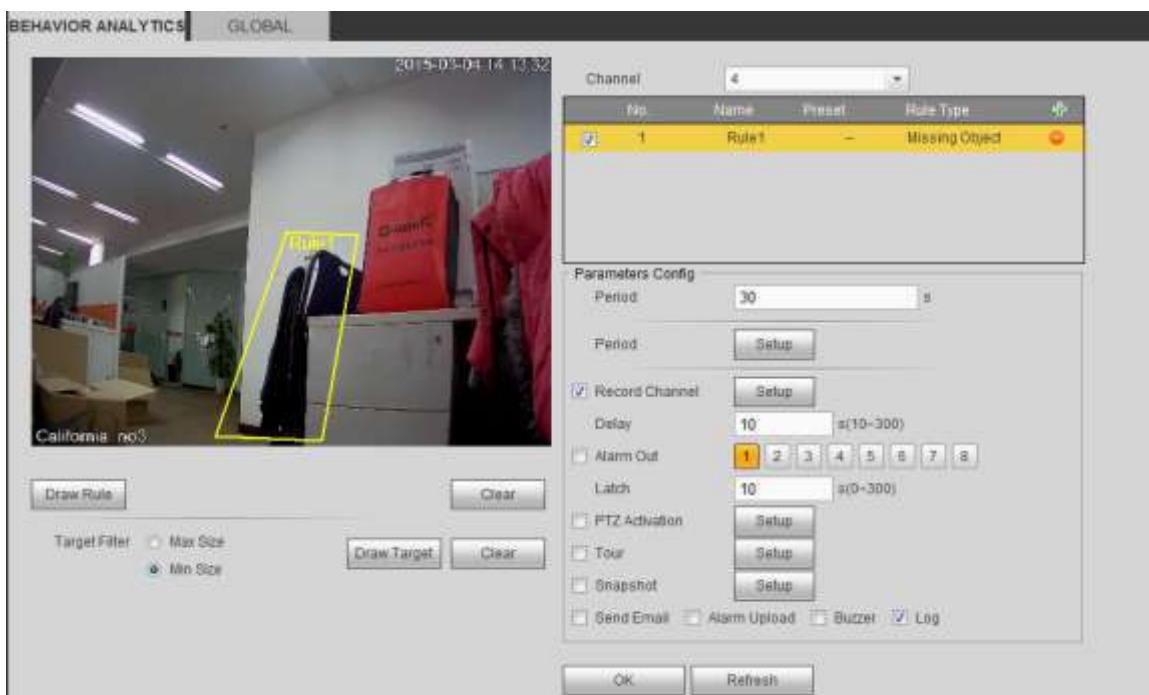 BEHAVIOR ANALYTICS GLOBAL
2015-03-04 14:13:32
Rule1
California no3
Draw Rule Clear
Target Filter Max Size
Min Size
Draw Target Clear
Channel 4
No. Name Preset Rule Type
1 Rule1 -- Missing Object
Parameters Config
Period 30 s
Period Setup
Record Channel Setup
Delay 10 s(10~300)
Alarm Out 1 2 3 4 5 6 7 8
Latch 10 s(0~300)
PTZ Activation Setup
Tour Setup
Snapshot Setup
Send Email Alarm Upload Buzzer Log
OK Refresh